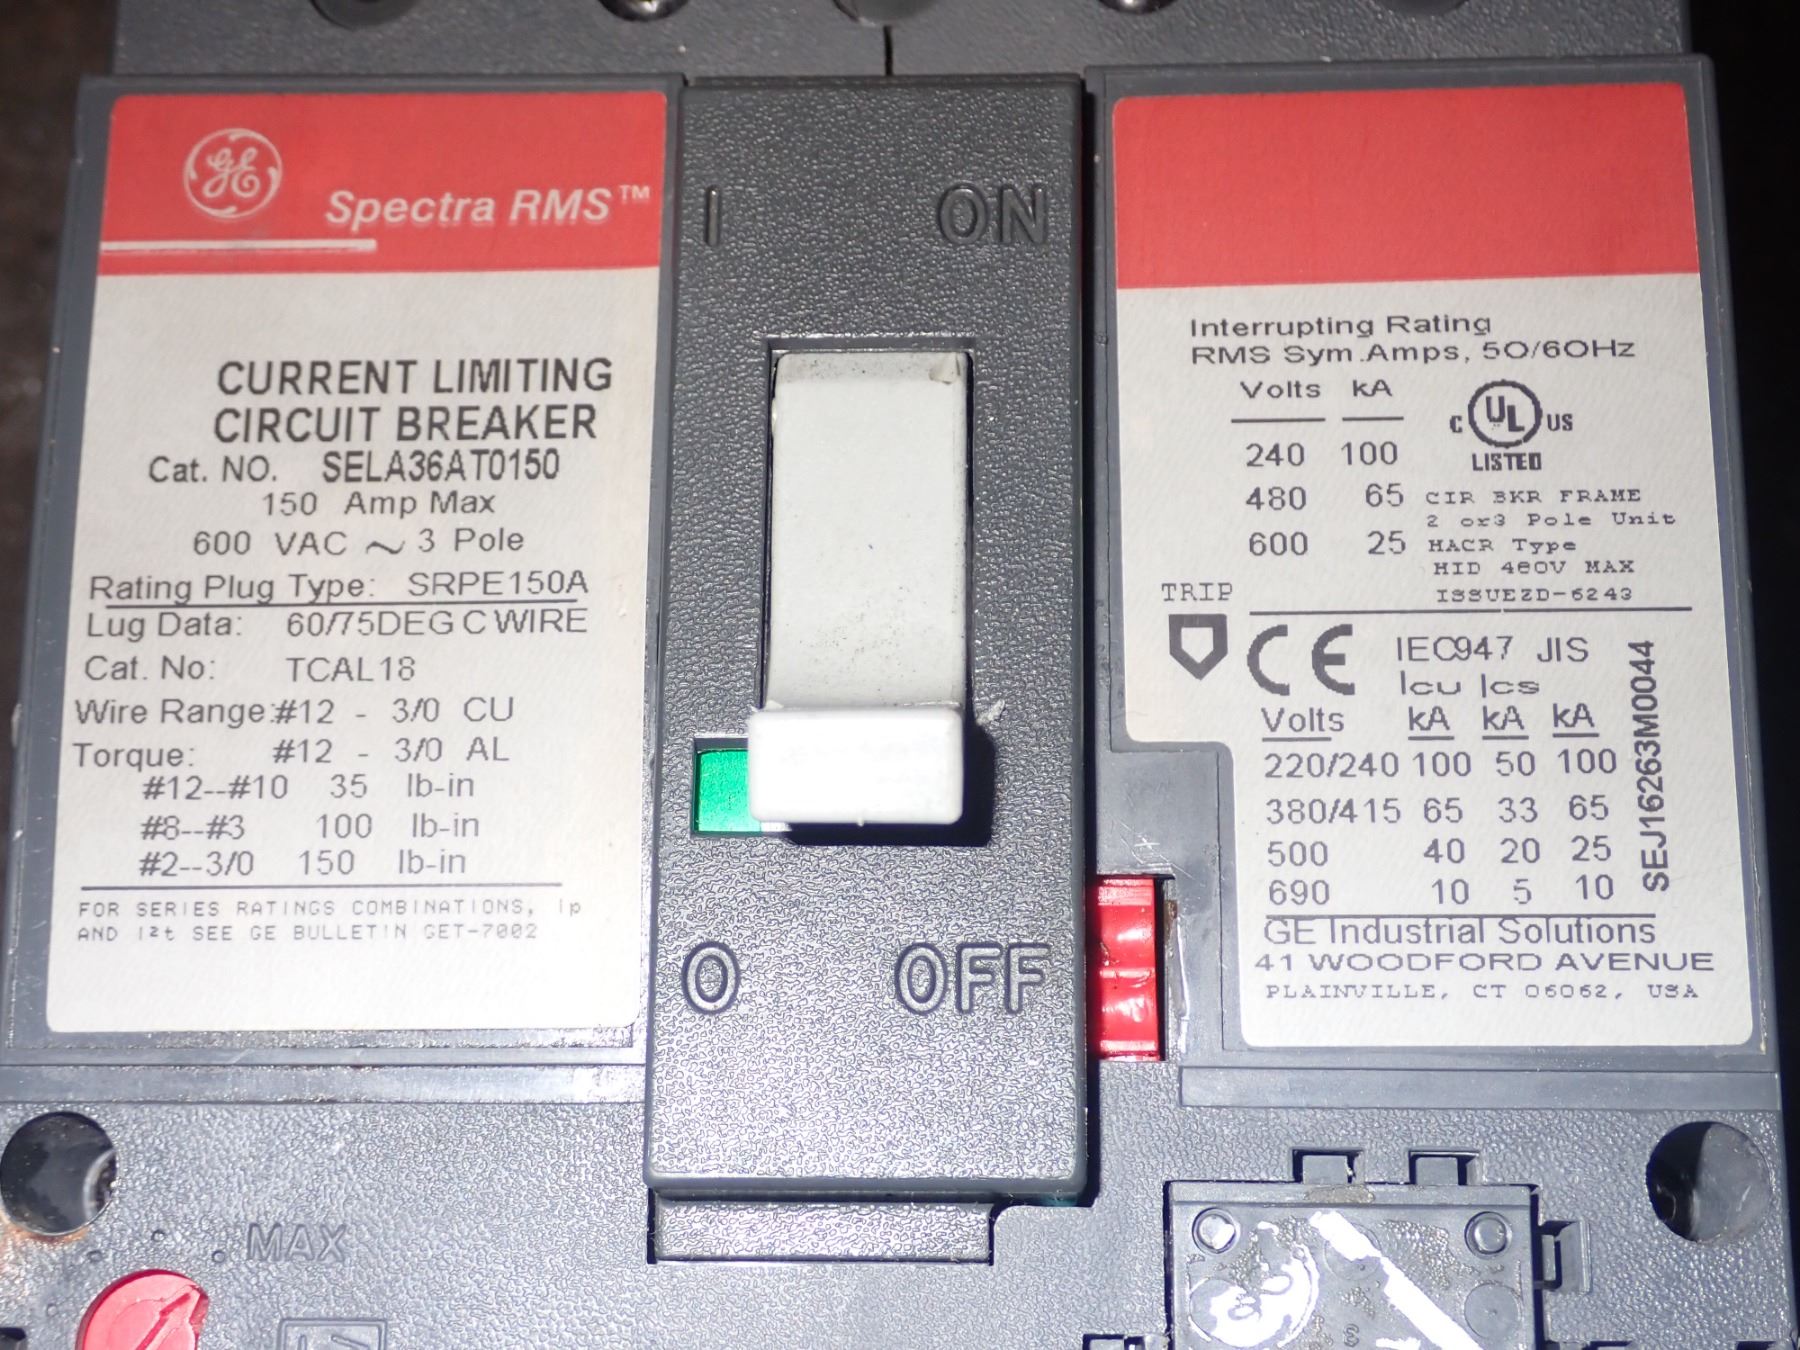 GE
Spectra RMS™
CURRENT LIMITING
CIRCUIT BREAKER
Cat. NO. SELA36AT0150
150 Amp Max
600 VAC ~ 3 Pole
Rating Plug Type: SRPE150A
Lug Data: 60/75DEG C WIRE
Cat. No: TCAL18
Wire Range:#12 - 3/0 CU
Torque: #12 - 3/0 AL
#12--#10 35 lb-in
#8--#3 100 lb-in
#2--3/0 150 lb-in
FOR SERIES RATINGS COMBINATIONS, Ip
AND I²t SEE GE BULLETIN GET-7002
I ON
O OFF
Interrupting Rating
RMS Sym.Amps, 50/60Hz
Volts kA
240 100
480 65
600 25
C UL US
LISTED
CIR BKR FRAME
2 or3 Pole Unit
HACR Type
HID 480V MAX
ISSUEZD-6243
TRIP
CE IEC947 JIS
Icu Ics
Volts kA kA kA
220/240 100 50 100
380/415 65 33 65
500 40 20 25
690 10 5 10
SEJ16263M0044
GE Industrial Solutions
41 WOODFORD AVENUE
PLAINVILLE, CT 06062, USA
MAX